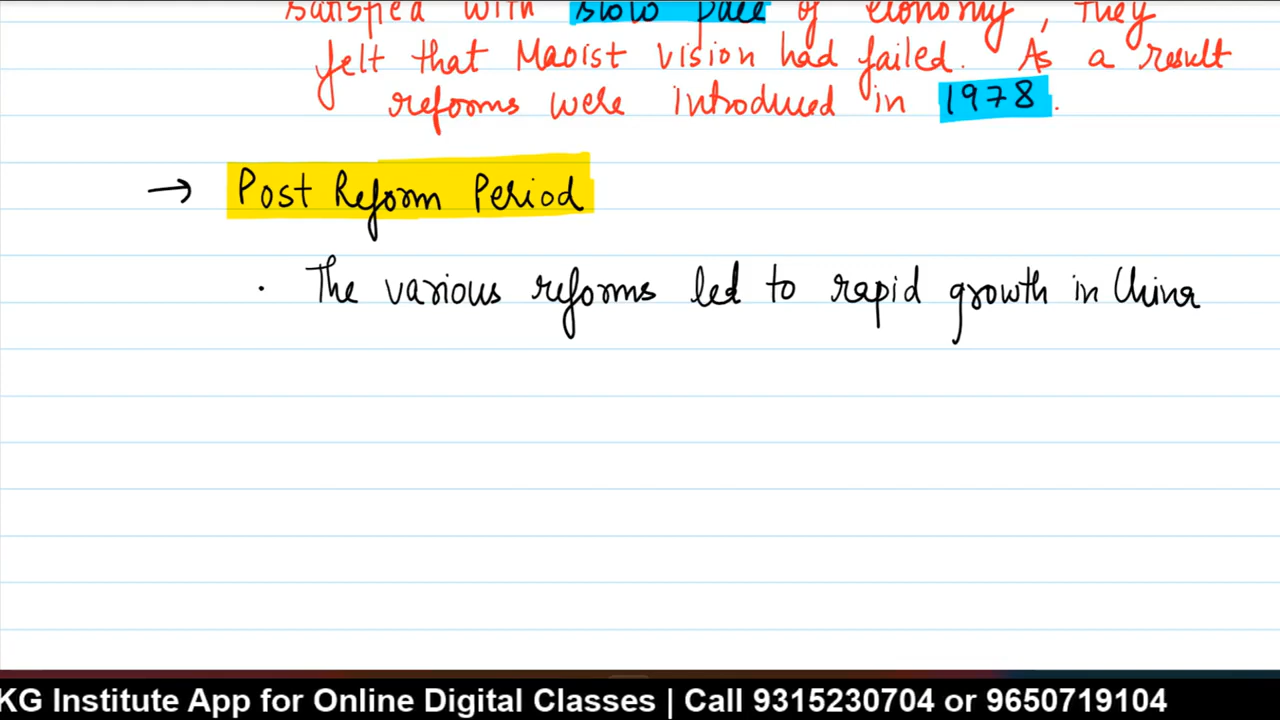 satisfied with slow pace of economy, they
felt that Maoist vision had failed. As a result
reforms were introduced in 1978.
→ Post Reform Period
• The various reforms led to rapid growth in China
KG Institute App for Online Digital Classes | Call 9315230704 or 9650719104